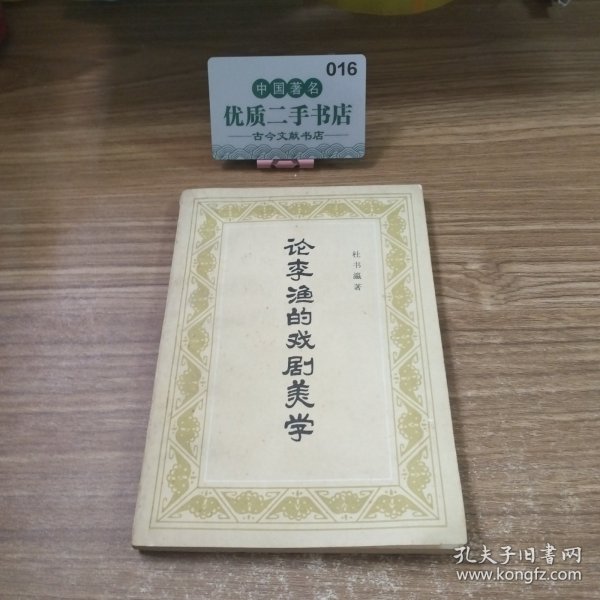 016
中国著名
优质二手书店
古今文献书店
论李渔的戏剧美学
杜书瀛著
孔夫子旧書网
www.kongfz.com